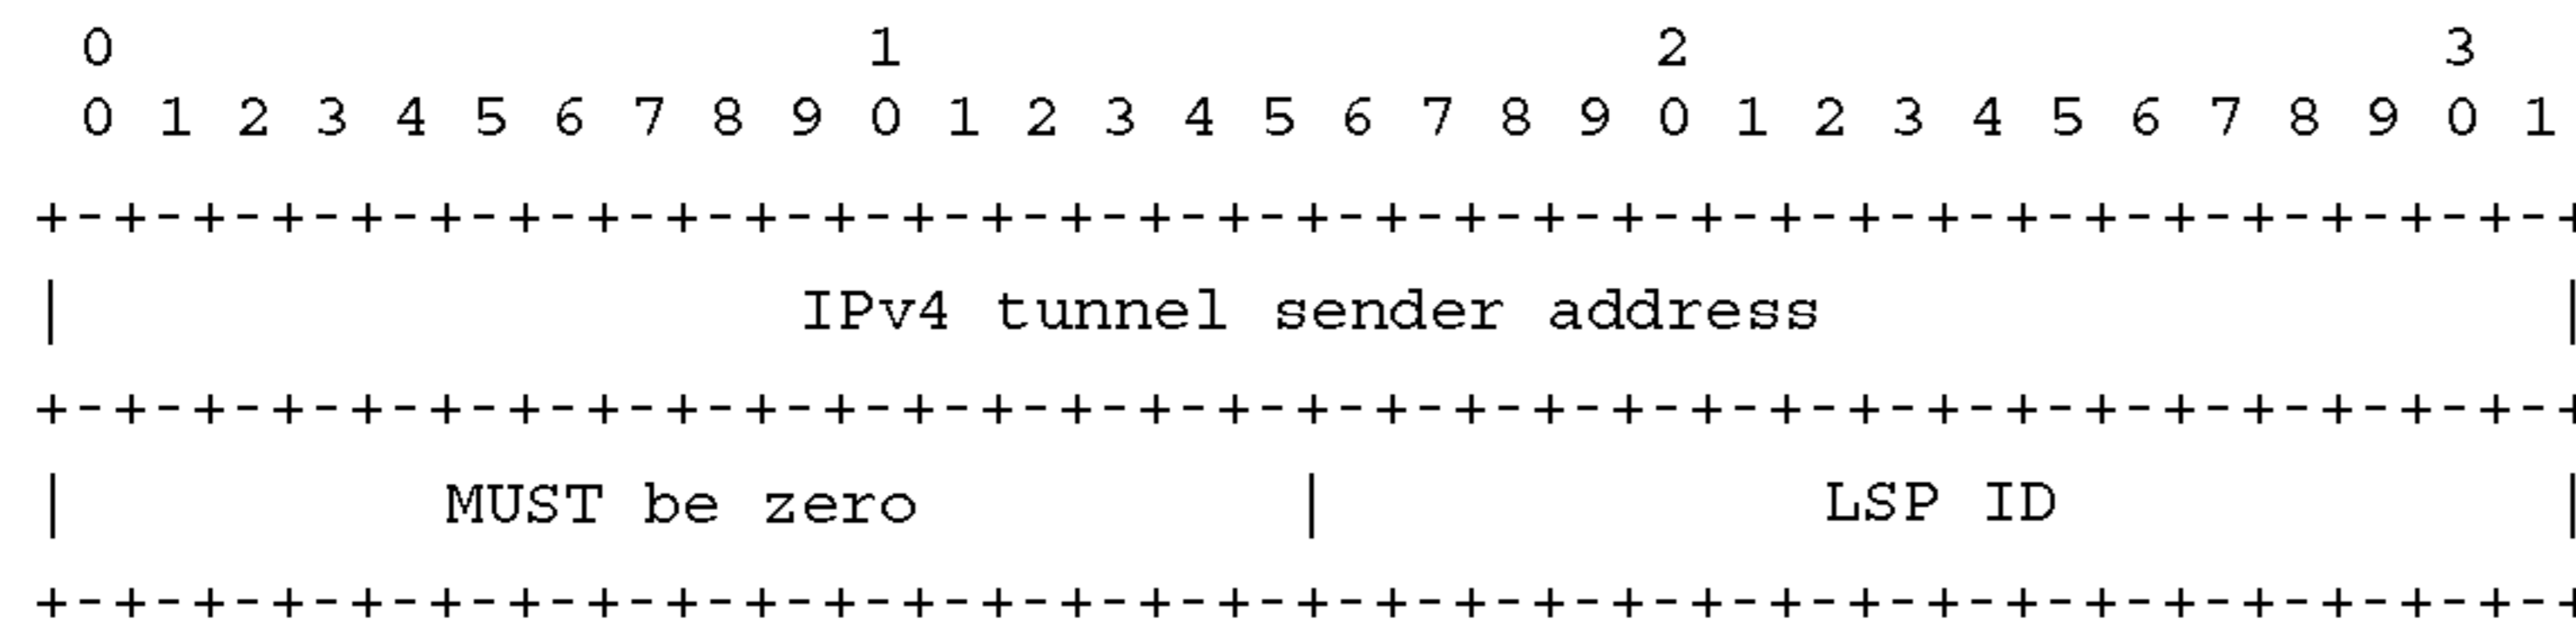 0                   1                   2                   3
 0 1 2 3 4 5 6 7 8 9 0 1 2 3 4 5 6 7 8 9 0 1 2 3 4 5 6 7 8 9 0 1
+-+-+-+-+-+-+-+-+-+-+-+-+-+-+-+-+-+-+-+-+-+-+-+-+-+-+-+-+-+-+-+-+
|                   IPv4 tunnel sender address                  |
+-+-+-+-+-+-+-+-+-+-+-+-+-+-+-+-+-+-+-+-+-+-+-+-+-+-+-+-+-+-+-+-+
|          MUST be zero         |             LSP ID            |
+-+-+-+-+-+-+-+-+-+-+-+-+-+-+-+-+-+-+-+-+-+-+-+-+-+-+-+-+-+-+-+-+